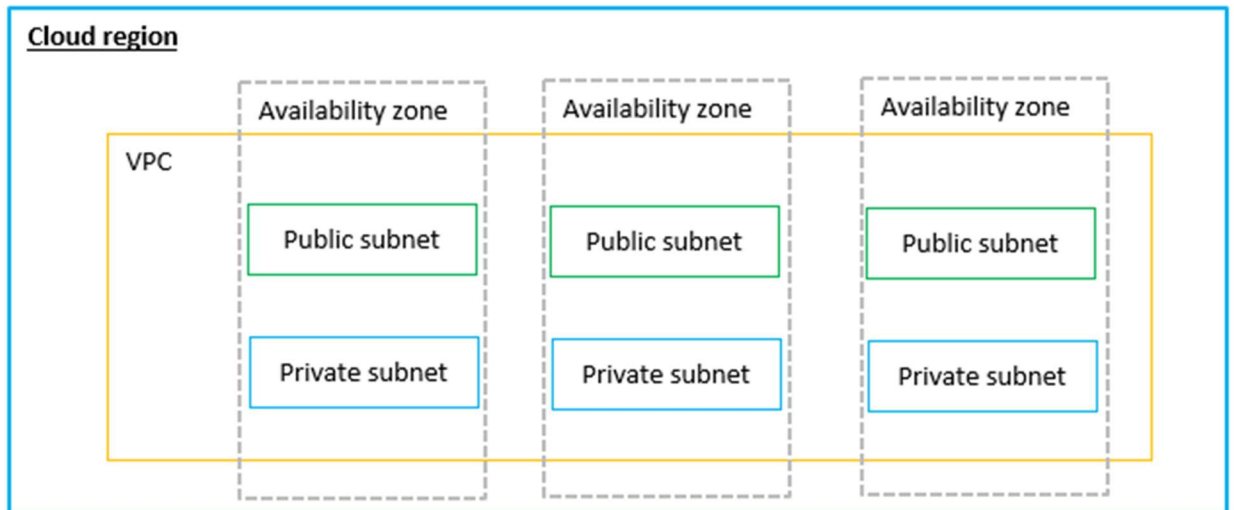 Cloud region
Availability zone
Availability zone
Availability zone
VPC
Public subnet
Public subnet
Public subnet
Private subnet
Private subnet
Private subnet